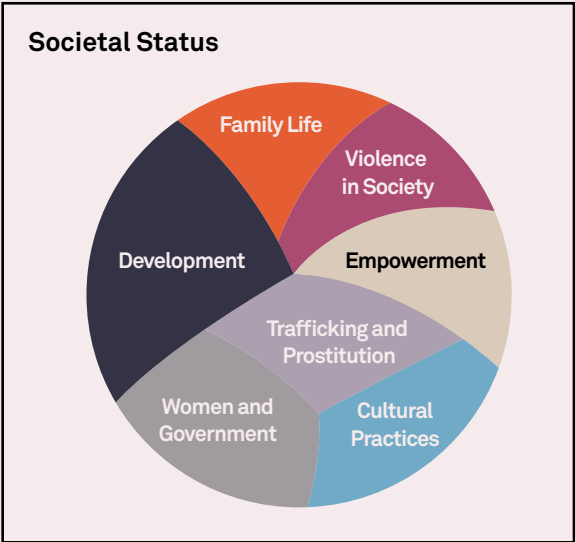 Societal Status
Family Life
Violence
in Society
Development
Empowerment
Trafficking and
Prostitution
Women and
Government
Cultural
Practices